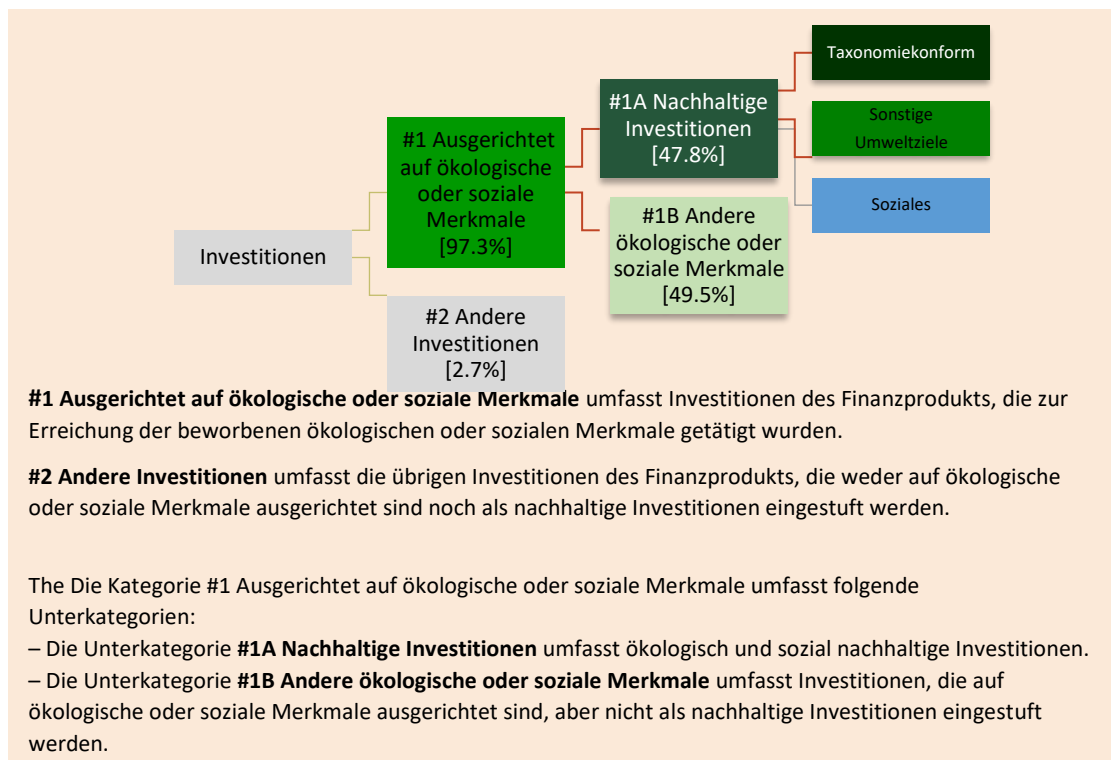 Investitionen
#1 Ausgerichtet
auf ökologische
oder soziale
Merkmale
[97.3%]
#2 Andere
Investitionen
[2.7%]
#1A Nachhaltige
Investitionen
[47.8%]
#1B Andere
ökologische oder
soziale Merkmale
[49.5%]
Taxonomiekonform
Sonstige
Umweltziele
Soziales
#1 Ausgerichtet auf ökologische oder soziale Merkmale umfasst Investitionen des Finanzprodukts, die zur
Erreichung der beworbenen ökologischen oder sozialen Merkmale getätigt wurden.
#2 Andere Investitionen umfasst die übrigen Investitionen des Finanzprodukts, die weder auf ökologische
oder soziale Merkmale ausgerichtet sind noch als nachhaltige Investitionen eingestuft werden.
The Die Kategorie #1 Ausgerichtet auf ökologische oder soziale Merkmale umfasst folgende
Unterkategorien:
– Die Unterkategorie #1A Nachhaltige Investitionen umfasst ökologisch und sozial nachhaltige Investitionen.
– Die Unterkategorie #1B Andere ökologische oder soziale Merkmale umfasst Investitionen, die auf
ökologische oder soziale Merkmale ausgerichtet sind, aber nicht als nachhaltige Investitionen eingestuft
werden.